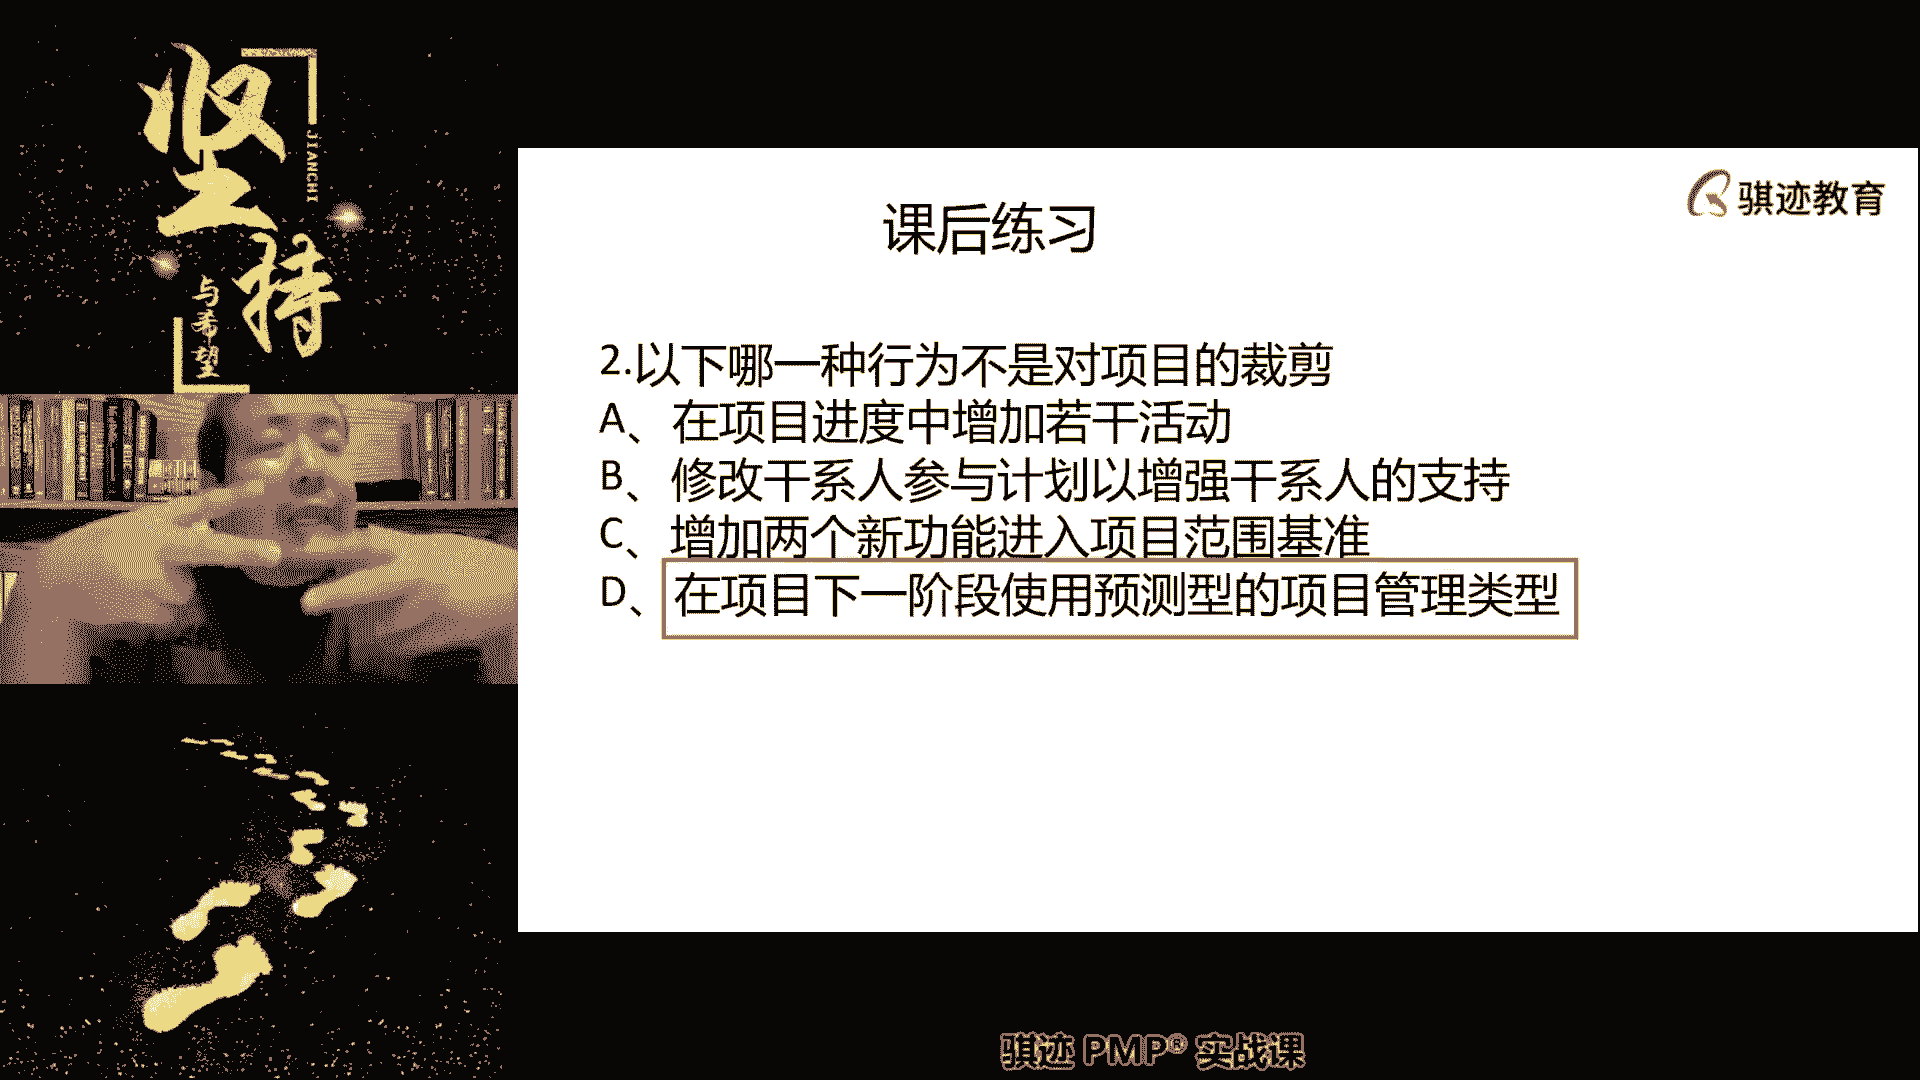 坚持
JIANCHI
与希望
骐迹教育
课后练习
2.以下哪一种行为不是对项目的裁剪
A、在项目进度中增加若干活动
B、修改干系人参与计划以增强干系人的支持
C、增加两个新功能进入项目范围基准
D、在项目下一阶段使用预测型的项目管理类型
骐迹 PMP® 实战课